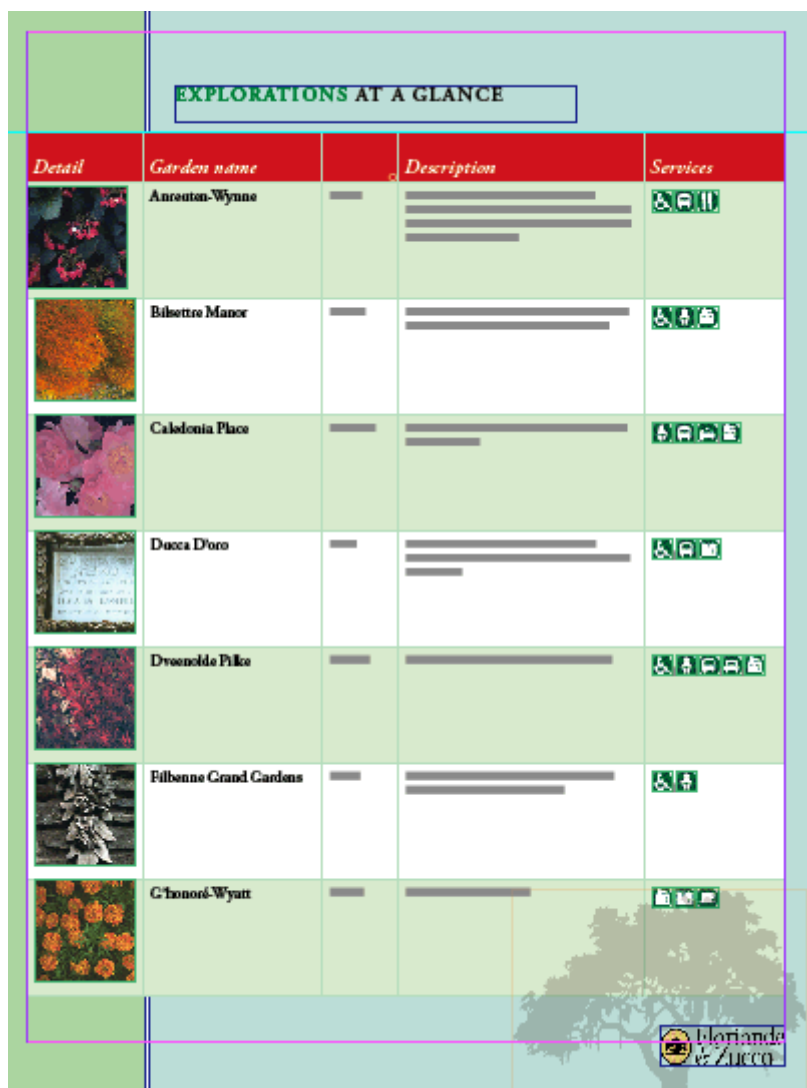 EXPLORATIONS AT A GLANCE
Detail Garden name Description Services
Anreuten-Wynne
Bilsettre Manor
Caledonia Place
Ducca D'oro
Dveenolde Pilke
Filbenne Grand Gardens
G'honoré-Wyatt
Floriande
de Zucco